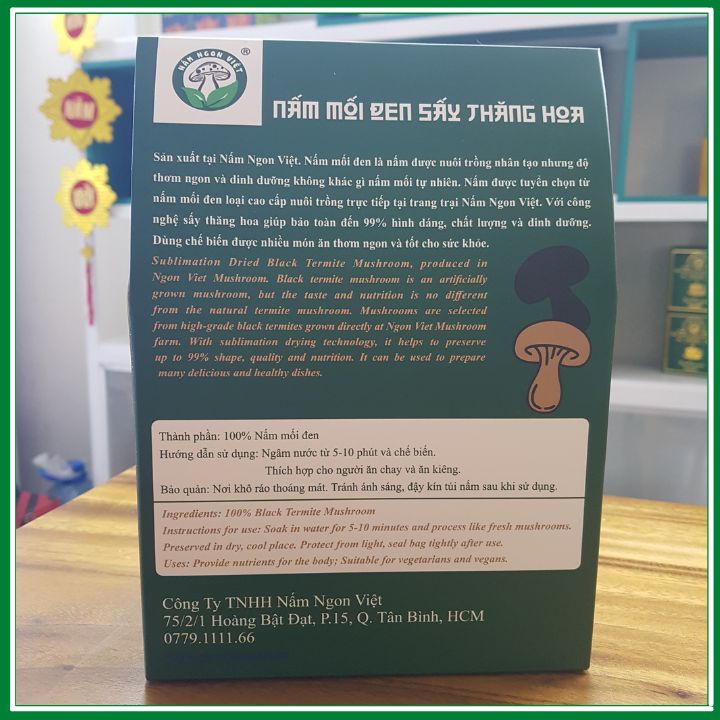 NẤM NGON VIỆT
®
NẤM MỐI ĐEN SẤY THĂNG HOA
Sản xuất tại Nấm Ngon Việt. Nấm mối đen là nấm được nuôi trồng nhân tạo nhưng độ
thơm ngon và dinh dưỡng không khác gì nấm mối tự nhiên. Nấm được tuyển chọn từ
nấm mối đen loại cao cấp nuôi trồng trực tiếp tại trang trại Nấm Ngon Việt. Với công
nghệ sấy thăng hoa giúp bảo toàn đến 99% hình dáng, chất lượng và dinh dưỡng.
Dùng chế biến được nhiều món ăn thơm ngon và tốt cho sức khỏe.
Sublimation Dried Black Termite Mushroom, produced in
Ngon Viet Mushroom. Black termite mushroom is an artificially
grown mushroom, but the taste and nutrition is no different
from the natural termite mushroom. Mushrooms are selected
from high-grade black termites grown directly at Ngon Viet Mushroom
farm. With sublimation drying technology, it helps to preserve
up to 99% shape, quality and nutrition. It can be used to prepare
many delicious and healthy dishes.
Thành phần: 100% Nấm mối đen
Hướng dẫn sử dụng: Ngâm nước từ 5-10 phút và chế biến.
Thích hợp cho người ăn chay và ăn kiêng.
Bảo quản: Nơi khô ráo thoáng mát. Tránh ánh sáng, đậy kín túi nấm sau khi sử dụng.
Ingredients: 100% Black Termite Mushroom
Instructions for use: Soak in water for 5-10 minutes and process like fresh mushrooms.
Preserved in dry, cool place. Protect from light, seal bag tightly after use.
Uses: Provide nutrients for the body; Suitable for vegetarians and vegans.
Công Ty TNHH Nấm Ngon Việt
75/2/1 Hoàng Bật Đạt, P.15, Q. Tân Bình, HCM
0779.1111.66